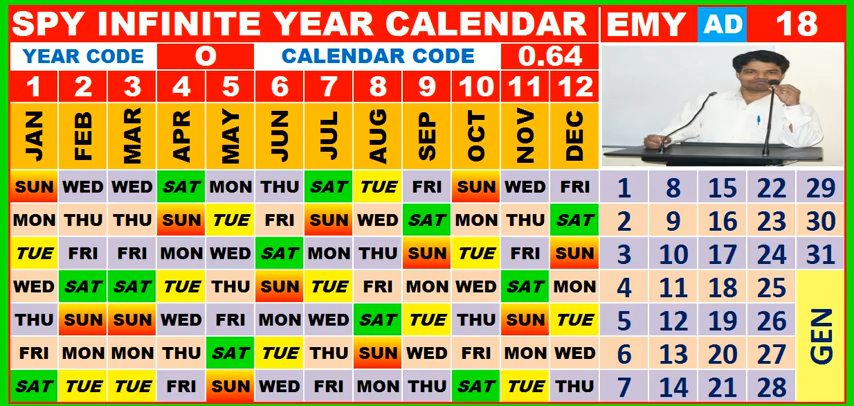 SPY INFINITE YEAR CALENDAR EMY AD 18
YEAR CODE O CALENDAR CODE 0.64
1 2 3 4 5 6 7 8 9 10 11 12
JAN FEB MAR APR MAY JUN JUL AUG SEP OCT NOV DEC
SUN WED WED SAT MON THU SAT TUE FRI SUN WED FRI 1 8 15 22 29
MON THU THU SUN TUE FRI SUN WED SAT MON THU SAT 2 9 16 23 30
TUE FRI FRI MON WED SAT MON THU SUN TUE FRI SUN 3 10 17 24 31
WED SAT SAT TUE THU SUN TUE FRI MON WED SAT MON 4 11 18 25
THU SUN SUN WED FRI MON WED SAT TUE THU SUN TUE 5 12 19 26
FRI MON MON THU SAT TUE THU SUN WED FRI MON WED 6 13 20 27
SAT TUE TUE FRI SUN WED FRI MON THU SAT TUE THU 7 14 21 28
GEN